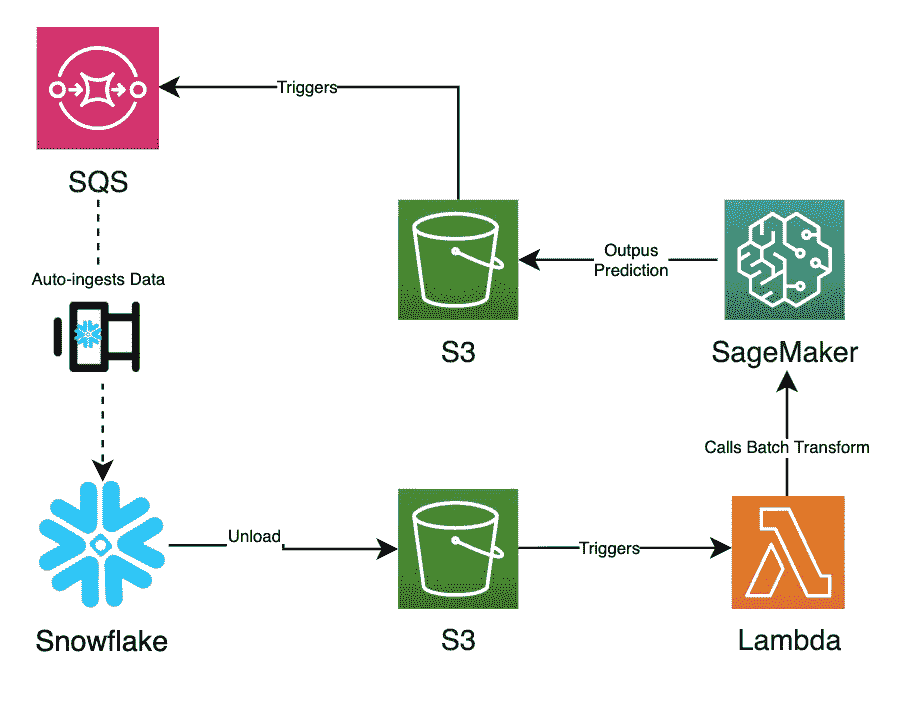 Triggers
SQS
Auto-ingests Data
Outpus
Prediction
S3
SageMaker
Calls Batch Transform
Unload
Triggers
Snowflake
S3
Lambda